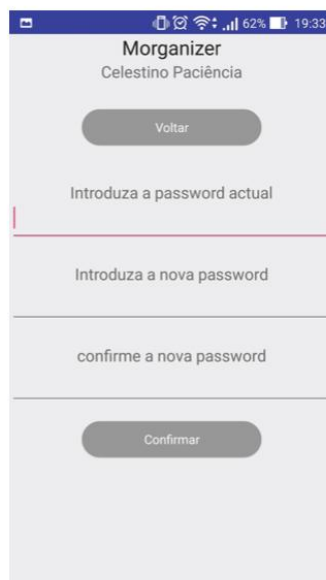 62% 19:33
Morganizer
Celestino Paciência
Voltar
Introduza a password actual
Introduza a nova password
confirme a nova password
Confirmar